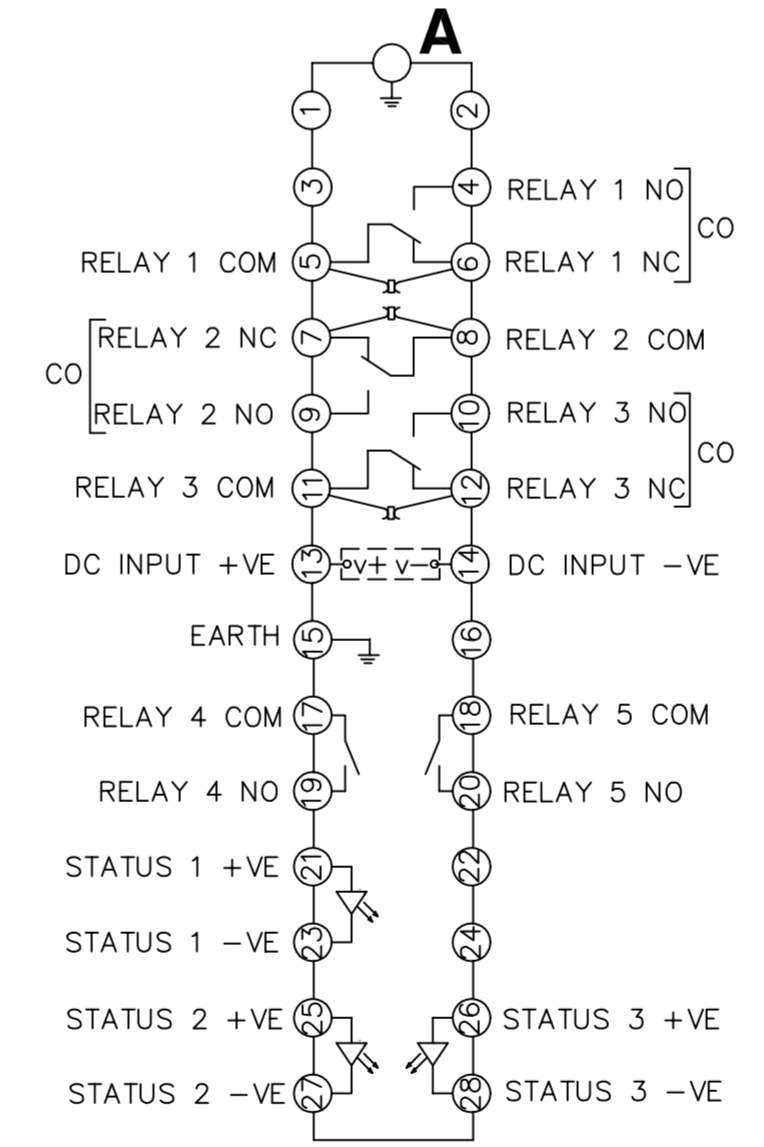 A
1 2
3 4 RELAY 1 NO
CO
RELAY 1 COM 5 6 RELAY 1 NC
RELAY 2 NC 7 8 RELAY 2 COM
CO
RELAY 2 NO 9 10 RELAY 3 NO
CO
RELAY 3 COM 11 12 RELAY 3 NC
DC INPUT +VE 13 v+ v− 14 DC INPUT −VE
EARTH 15 16
RELAY 4 COM 17 18 RELAY 5 COM
RELAY 4 NO 19 20 RELAY 5 NO
STATUS 1 +VE 21 22
STATUS 1 −VE 23 24
STATUS 2 +VE 25 26 STATUS 3 +VE
STATUS 2 −VE 27 28 STATUS 3 −VE